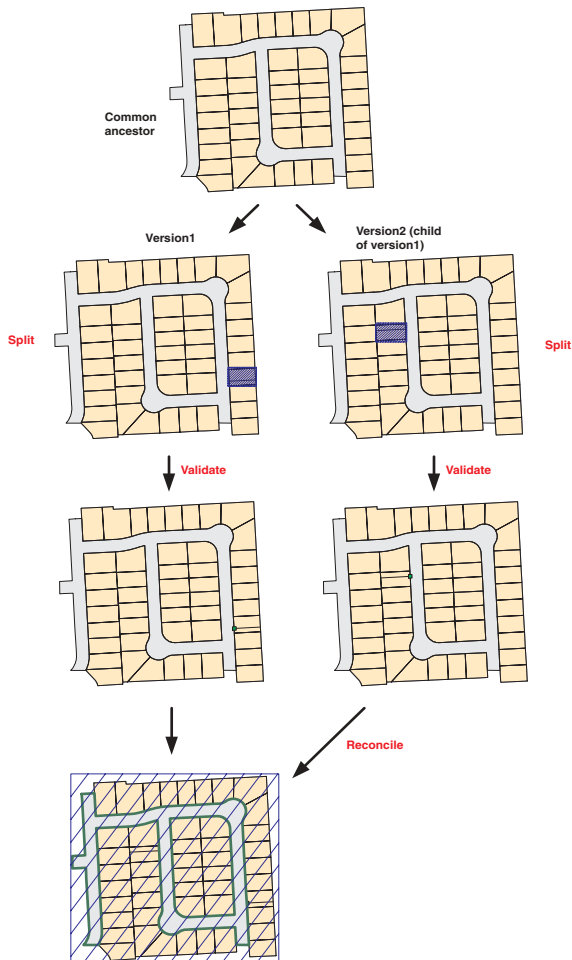 Common
ancestor
Version1
Version2 (child
of version1)
Split
Split
Validate
Validate
Reconcile